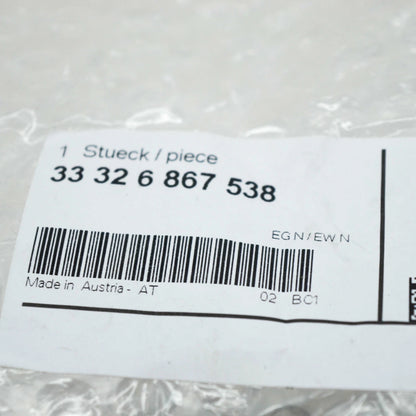 1 Stueck / piece
33 32 6 867 538
EG N / EW N
Made in Austria - AT
02 BC1